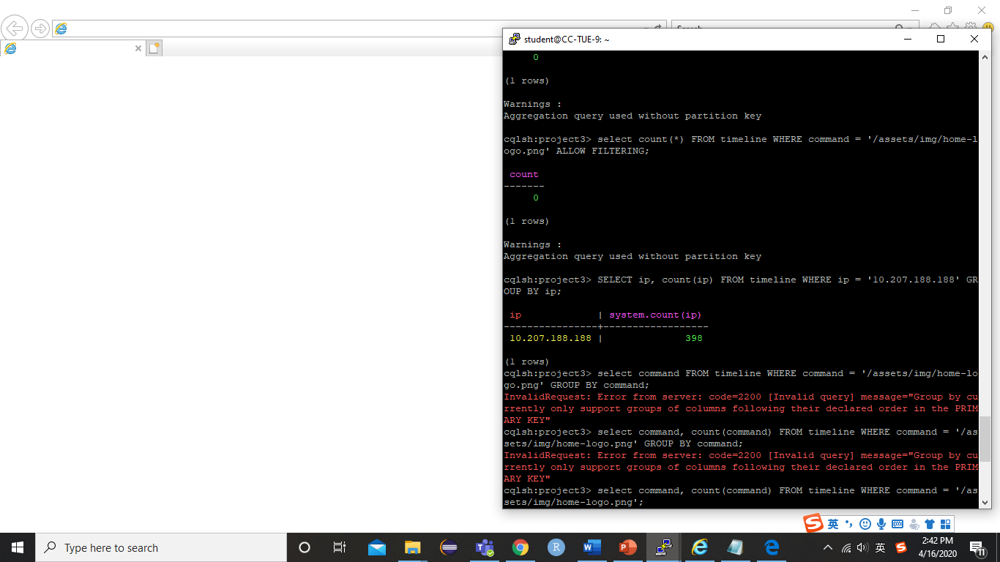 Search...
student@CC-TUE-9: ~
0
(1 rows)
Warnings :
Aggregation query used without partition key
cqlsh:project3> select count(*) FROM timeline WHERE command = '/assets/img/home-l
ogo.png' ALLOW FILTERING;
count
-------
0
(1 rows)
Warnings :
Aggregation query used without partition key
cqlsh:project3> SELECT ip, count(ip) FROM timeline WHERE ip = '10.207.188.188' GR
OUP BY ip;
ip | system.count(ip)
----------------+------------------
10.207.188.188 | 398
(1 rows)
cqlsh:project3> select command FROM timeline WHERE command = '/assets/img/home-lo
go.png' GROUP BY command;
InvalidRequest: Error from server: code=2200 [Invalid query] message="Group by cu
rrently only support groups of columns following their declared order in the PRIM
ARY KEY"
cqlsh:project3> select command, count(command) FROM timeline WHERE command = '/as
sets/img/home-logo.png' GROUP BY command;
InvalidRequest: Error from server: code=2200 [Invalid query] message="Group by cu
rrently only support groups of columns following their declared order in the PRIM
ARY KEY"
cqlsh:project3> select command, count(command) FROM timeline WHERE command = '/as
sets/img/home-logo.png';
S 英
Type here to search
英
2:42 PM
4/16/2020
11